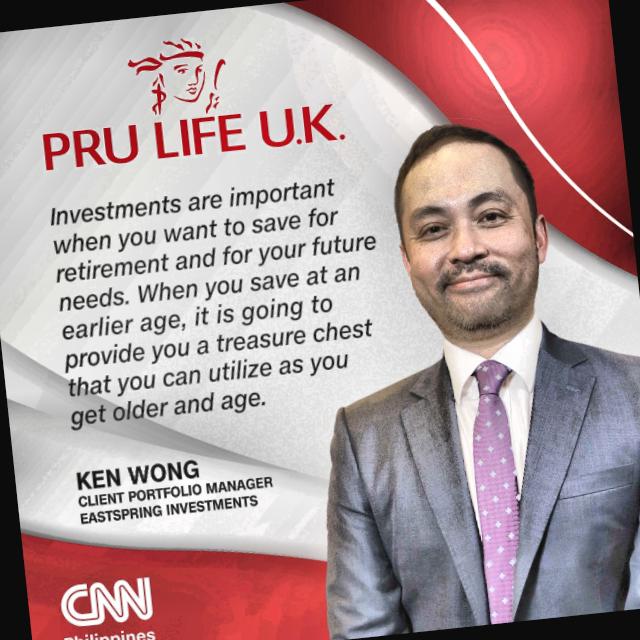 PRU LIFE U.K.
Investments are important
when you want to save for
retirement and for your future
needs. When you save at an
earlier age, it is going to
provide you a treasure chest
that you can utilize as you
get older and age.
KEN WONG
CLIENT PORTFOLIO MANAGER
EASTSPRING INVESTMENTS
CNN
Philippines